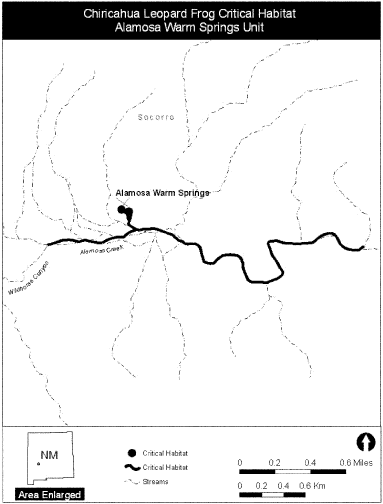 Chiricahua Leopard Frog Critical Habitat
Alamosa Warm Springs Unit
Socorro
Alamosa Warm Springs
Alamosa Creek
Wildhorse Canyon
NM
Area Enlarged
Critical Habitat
Critical Habitat
Streams
0 0.2 0.4 0.6 Miles
0 0.2 0.4 0.6 Km